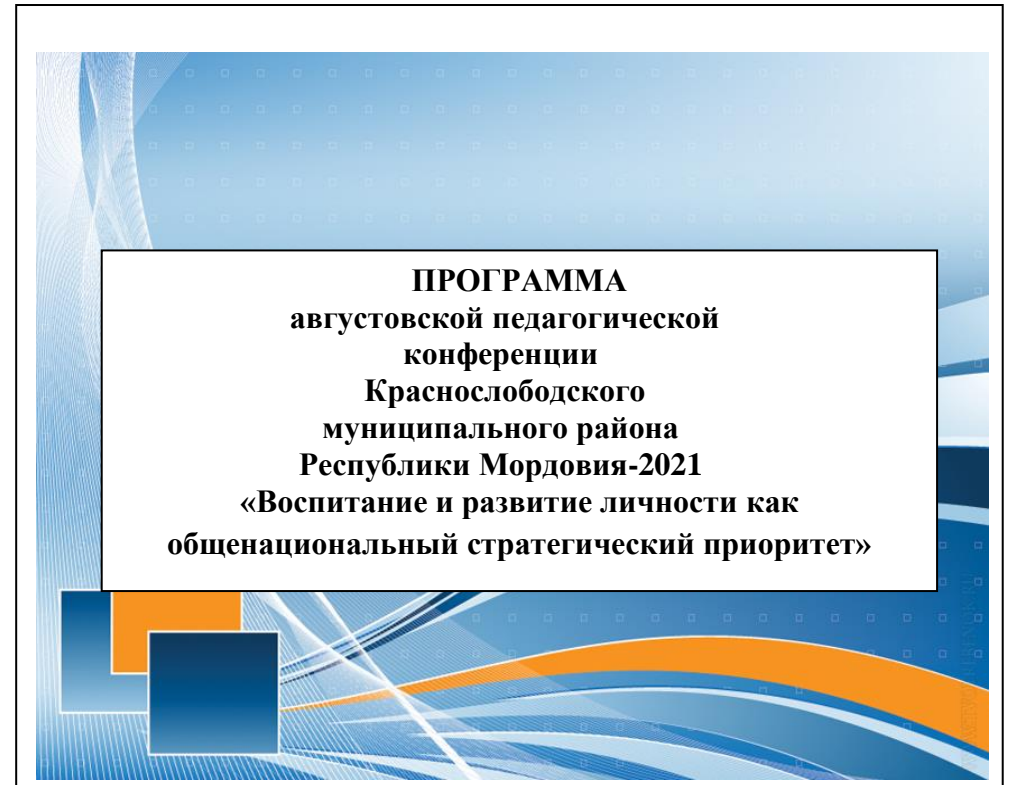 ПРОГРАММА
августовской педагогической
конференции
Краснослободского
муниципального района
Республики Мордовия-2021
«Воспитание и развитие личности как
общенациональный стратегический приоритет»